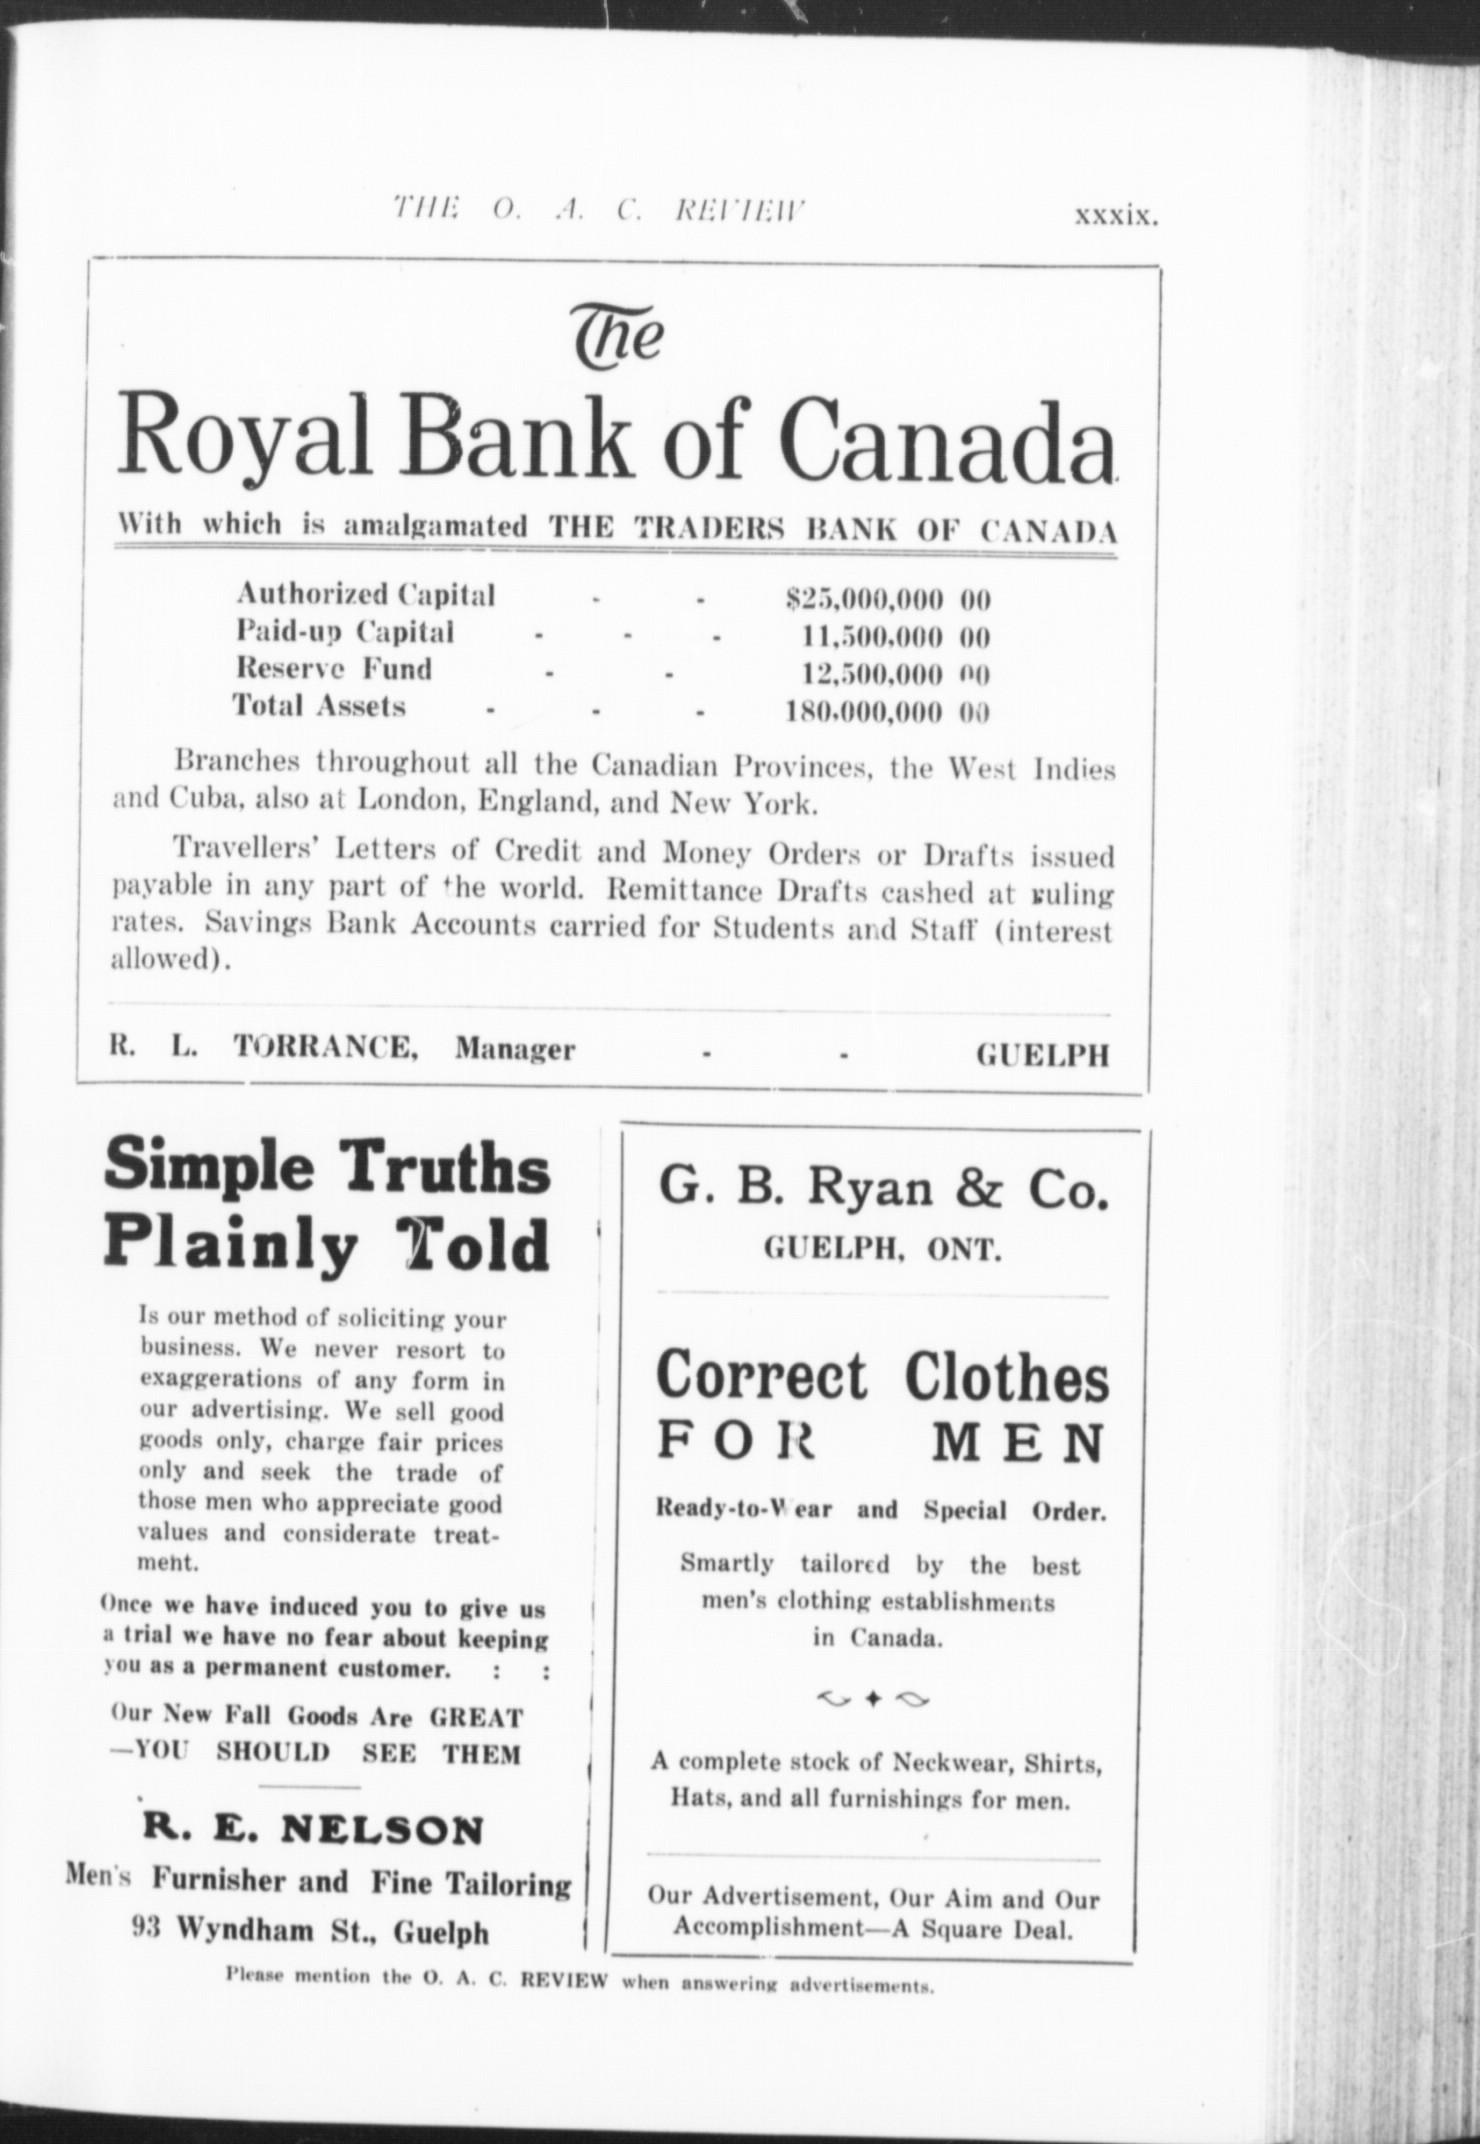 THE O. A. C. REVIEW xxxix.
The
Royal Bank of Canada
With which is amalgamated THE TRADERS BANK OF CANADA
Authorized Capital - - $25,000,000 00
Paid-up Capital - - - 11,500,000 00
Reserve Fund - - 12,500,000 00
Total Assets - - - 180,000,000 00
Branches throughout all the Canadian Provinces, the West Indies
and Cuba, also at London, England, and New York.
Travellers' Letters of Credit and Money Orders or Drafts issued
payable in any part of the world. Remittance Drafts cashed at ruling
rates. Savings Bank Accounts carried for Students and Staff (interest
allowed).
R. L. TORRANCE, Manager - - GUELPH
Simple Truths
Plainly Told
Is our method of soliciting your
business. We never resort to
exaggerations of any form in
our advertising. We sell good
goods only, charge fair prices
only and seek the trade of
those men who appreciate good
values and considerate treat-
ment.
Once we have induced you to give us
a trial we have no fear about keeping
you as a permanent customer. : :
Our New Fall Goods Are GREAT
—YOU SHOULD SEE THEM
R. E. NELSON
Men's Furnisher and Fine Tailoring
93 Wyndham St., Guelph
G. B. Ryan & Co.
GUELPH, ONT.
Correct Clothes
FOR MEN
Ready-to-Wear and Special Order.
Smartly tailored by the best
men's clothing establishments
in Canada.
A complete stock of Neckwear, Shirts,
Hats, and all furnishings for men.
Our Advertisement, Our Aim and Our
Accomplishment—A Square Deal.
Please mention the O. A. C. REVIEW when answering advertisements.